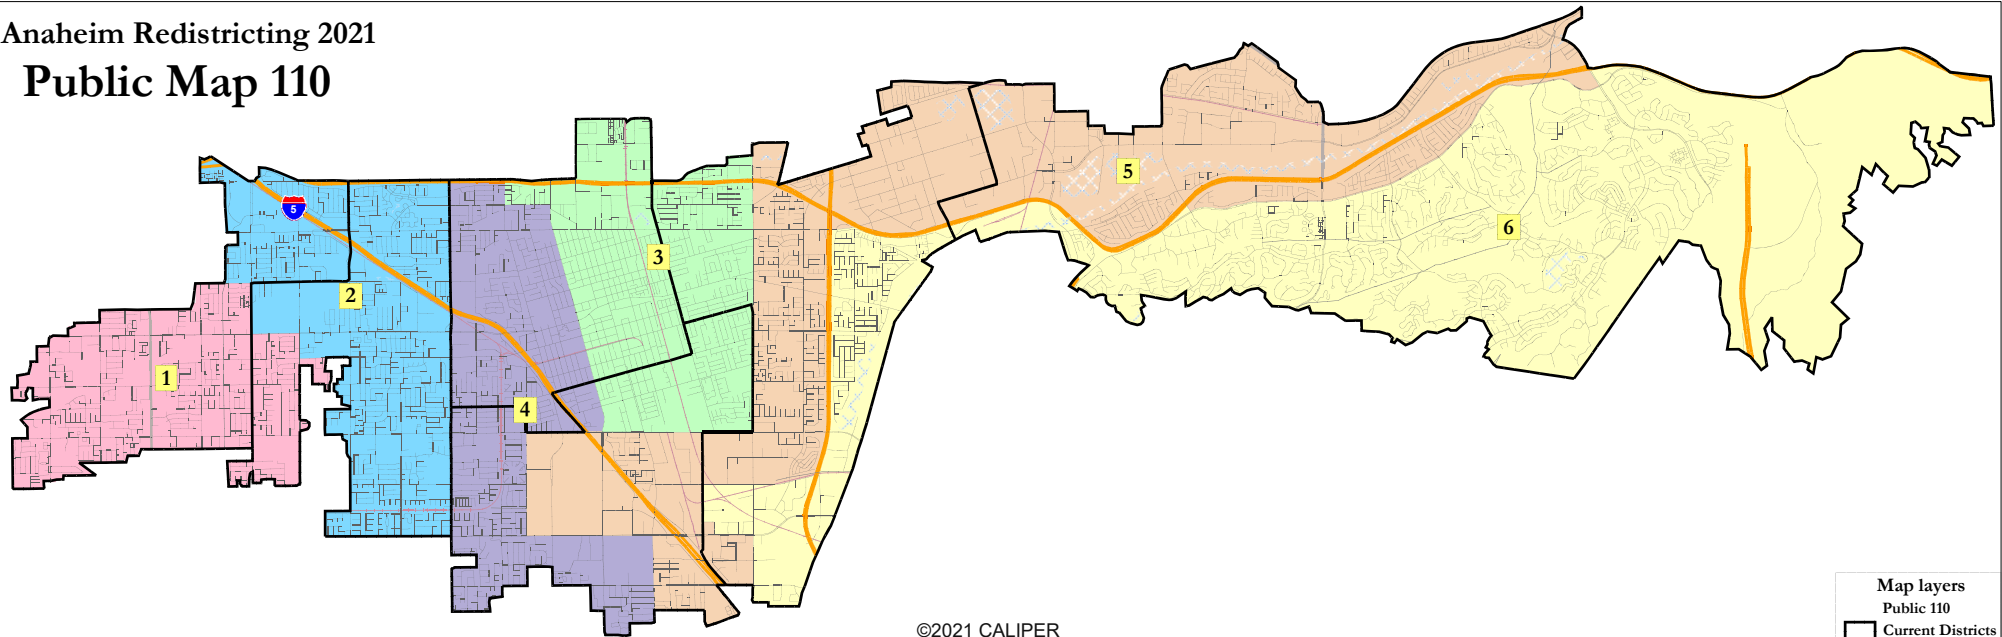 Anaheim Redistricting 2021
Public Map 110
5
3
5
6
2
1
4
Map layers
Public 110
Current Districts
©2021 CALIPER